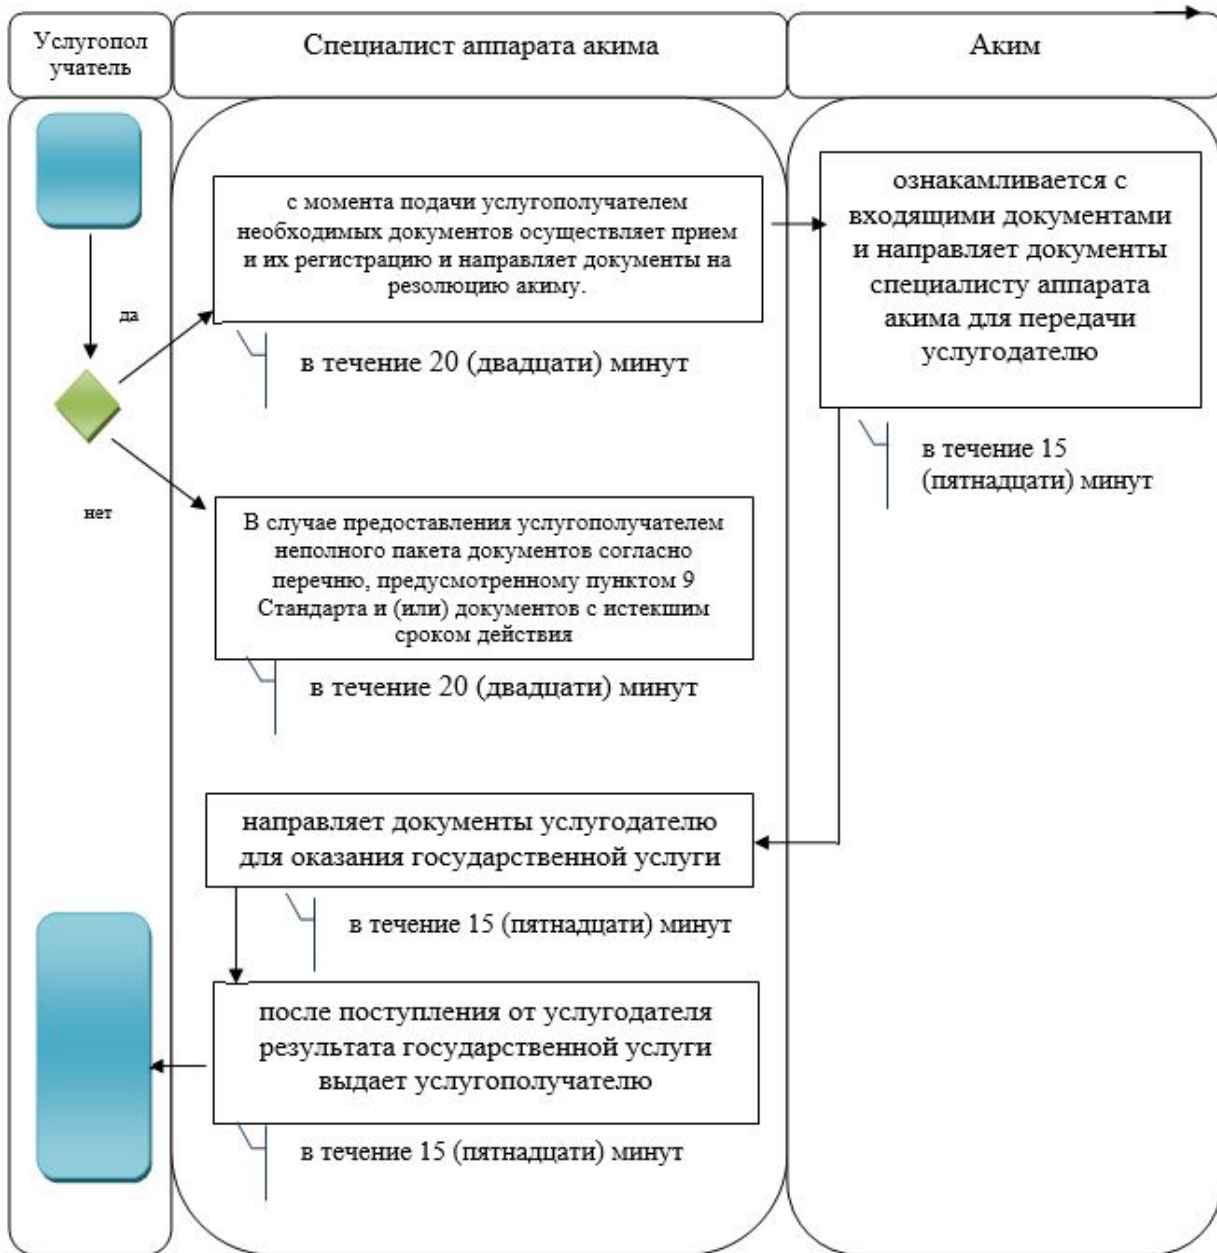 Услугопол
учатель
Специалист аппарата акима
Аким
с момента подачи услугополучателем
необходимых документов осуществляет прием
и их регистрацию и направляет документы на
резолюцию акиму.
ознакамливается с
входящими документами
и направляет документы
специалисту аппарата
акима для передачи
услугодателю
да
в течение 20 (двадцати) минут
в течение 15
(пятнадцати) минут
нет
В случае предоставления услугополучателем
неполного пакета документов согласно
перечню, предусмотренному пунктом 9
Стандарта и (или) документов с истекшим
сроком действия
в течение 20 (двадцати) минут
направляет документы услугодателю
для оказания государственной услуги
в течение 15 (пятнадцати) минут
после поступления от услугодателя
результата государственной услуги
выдает услугополучателю
в течение 15 (пятнадцати) минут